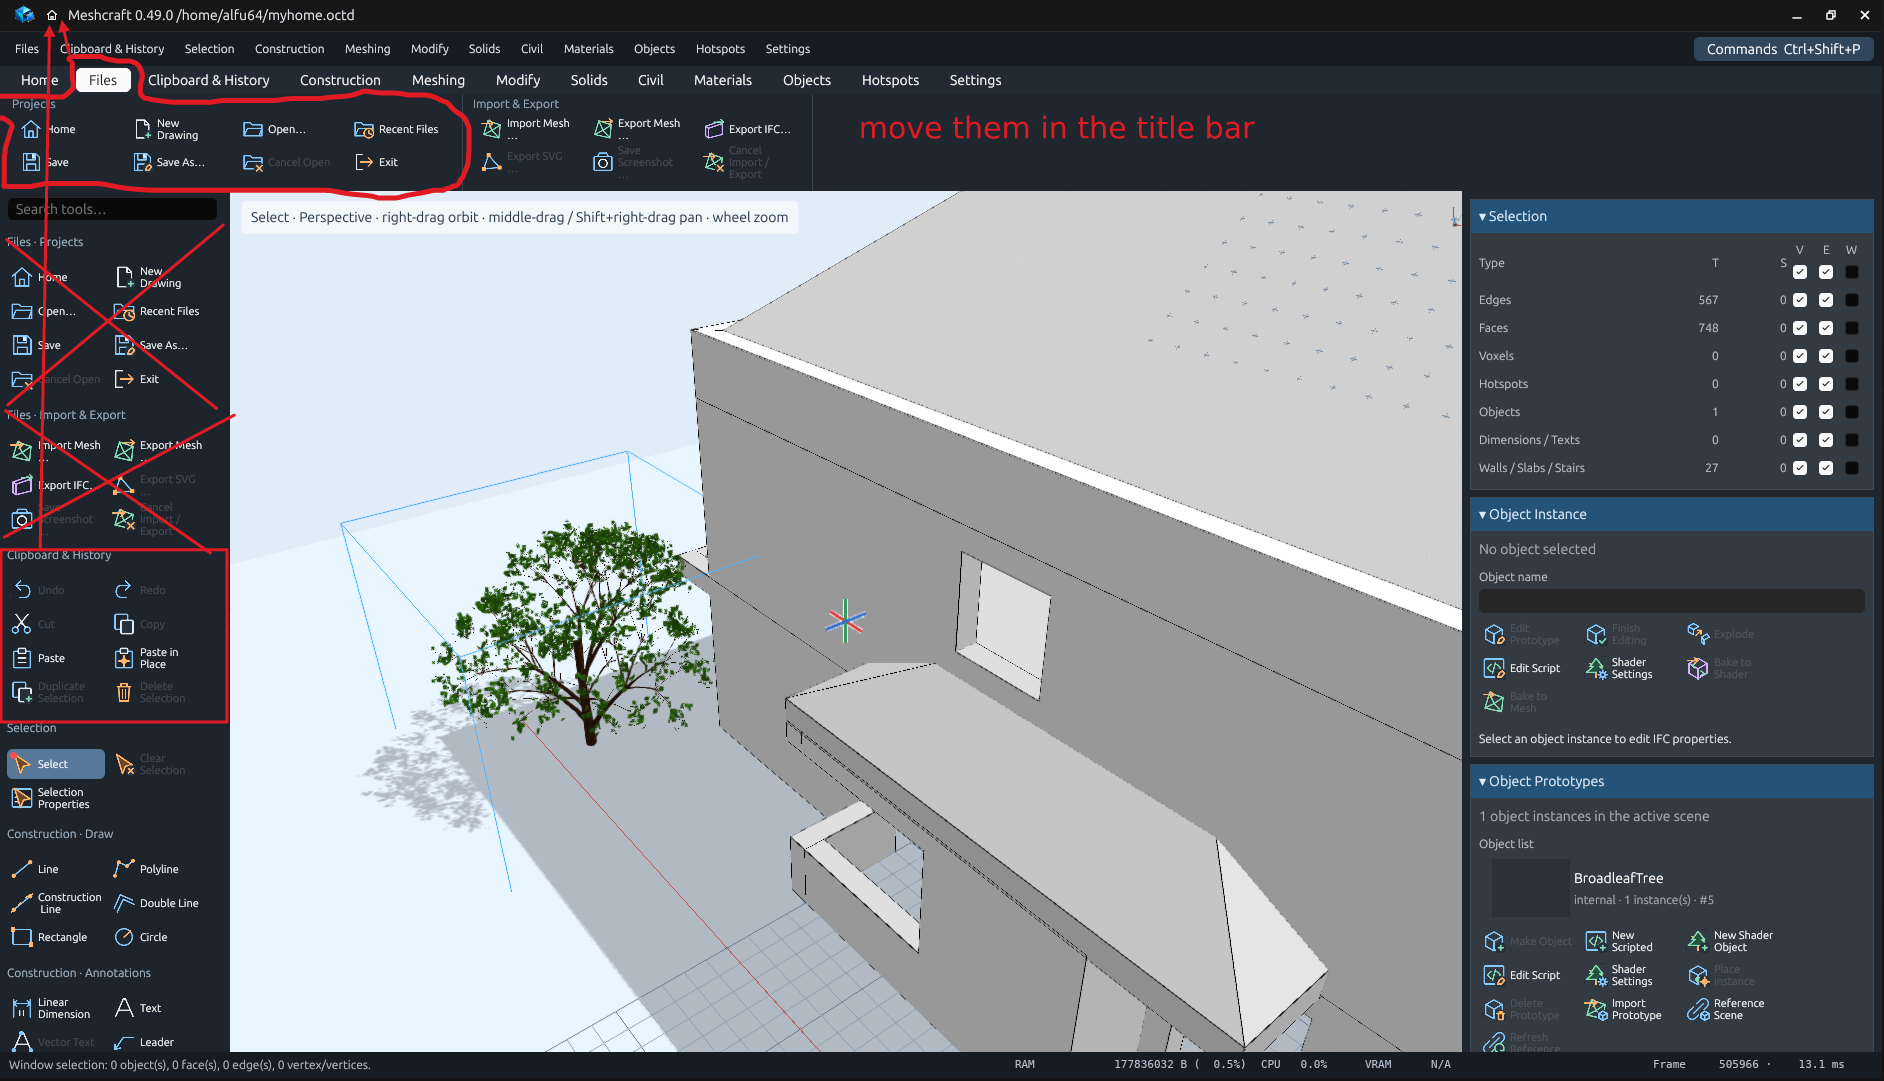 Meshcraft 0.49.0 /home/alfu64/myhome.octd
Files Clipboard & History Selection Construction Meshing Modify Solids Civil Materials Objects Hotspots Settings
Commands Ctrl+Shift+P
Home Files Clipboard & History Construction Meshing Modify Solids Civil Materials Objects Hotspots Settings
Projects
Home
New
Drawing
Open...
Recent Files
Save
Save As...
Cancel Open
Exit
Import & Export
Import Mesh
...
Export Mesh
...
Export IFC...
Export SVG
...
Save
Screenshot
...
Cancel
Import /
Export
move them in the title bar
Search tools...
Files · Projects
Home
New
Drawing
Open...
Recent Files
Save
Save As...
Cancel Open
Exit
Files · Import & Export
Import Mesh
...
Export Mesh
...
Export IFC...
Export SVG
...
Save
Screenshot
...
Cancel
Import /
Export
Clipboard & History
Undo
Redo
Cut
Copy
Paste
Paste in
Place
Duplicate
Selection
Delete
Selection
Selection
Select
Clear
Selection
Selection
Properties
Construction · Draw
Line
Polyline
Construction
Line
Double Line
Rectangle
Circle
Construction · Annotations
Linear
Dimension
Text
Vector Text
Leader
Select · Perspective · right-drag orbit · middle-drag / Shift+right-drag pan · wheel zoom
▾ Selection
V E W
Type T S
Edges 567 0
Faces 748 0
Voxels 0 0
Hotspots 0 0
Objects 1 0
Dimensions / Texts 0 0
Walls / Slabs / Stairs 27 0
▾ Object Instance
No object selected
Object name
Edit
Prototype
Finish
Editing
Explode
Edit Script
Shader
Settings
Bake to
Shader
Bake to
Mesh
Select an object instance to edit IFC properties.
▾ Object Prototypes
1 object instances in the active scene
Object list
BroadleafTree
internal · 1 instance(s) · #5
Make Object
New
Scripted
New Shader
Object
Edit Script
Shader
Settings
Place
Instance
Delete
Prototype
Import
Prototype
Reference
Scene
Refresh
Reference
Window selection: 0 object(s), 0 face(s), 0 edge(s), 0 vertex/vertices.
RAM 177836032 B ( 0.5%) CPU 0.0% VRAM N/A
Frame 505966 · 13.1 ms